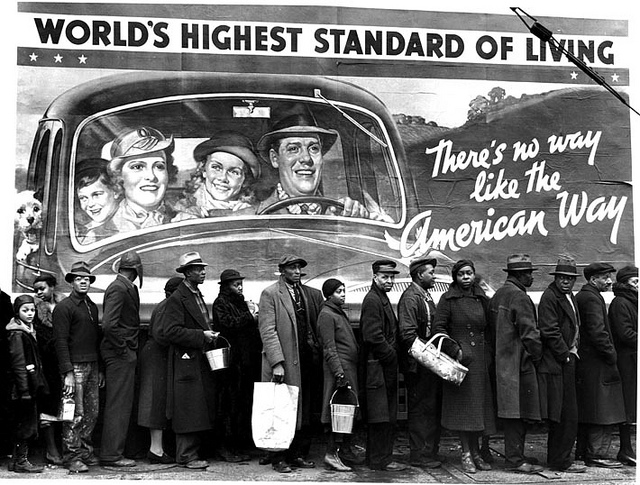 WORLD'S HIGHEST STANDARD OF LIVING
There's no way
like the
American Way